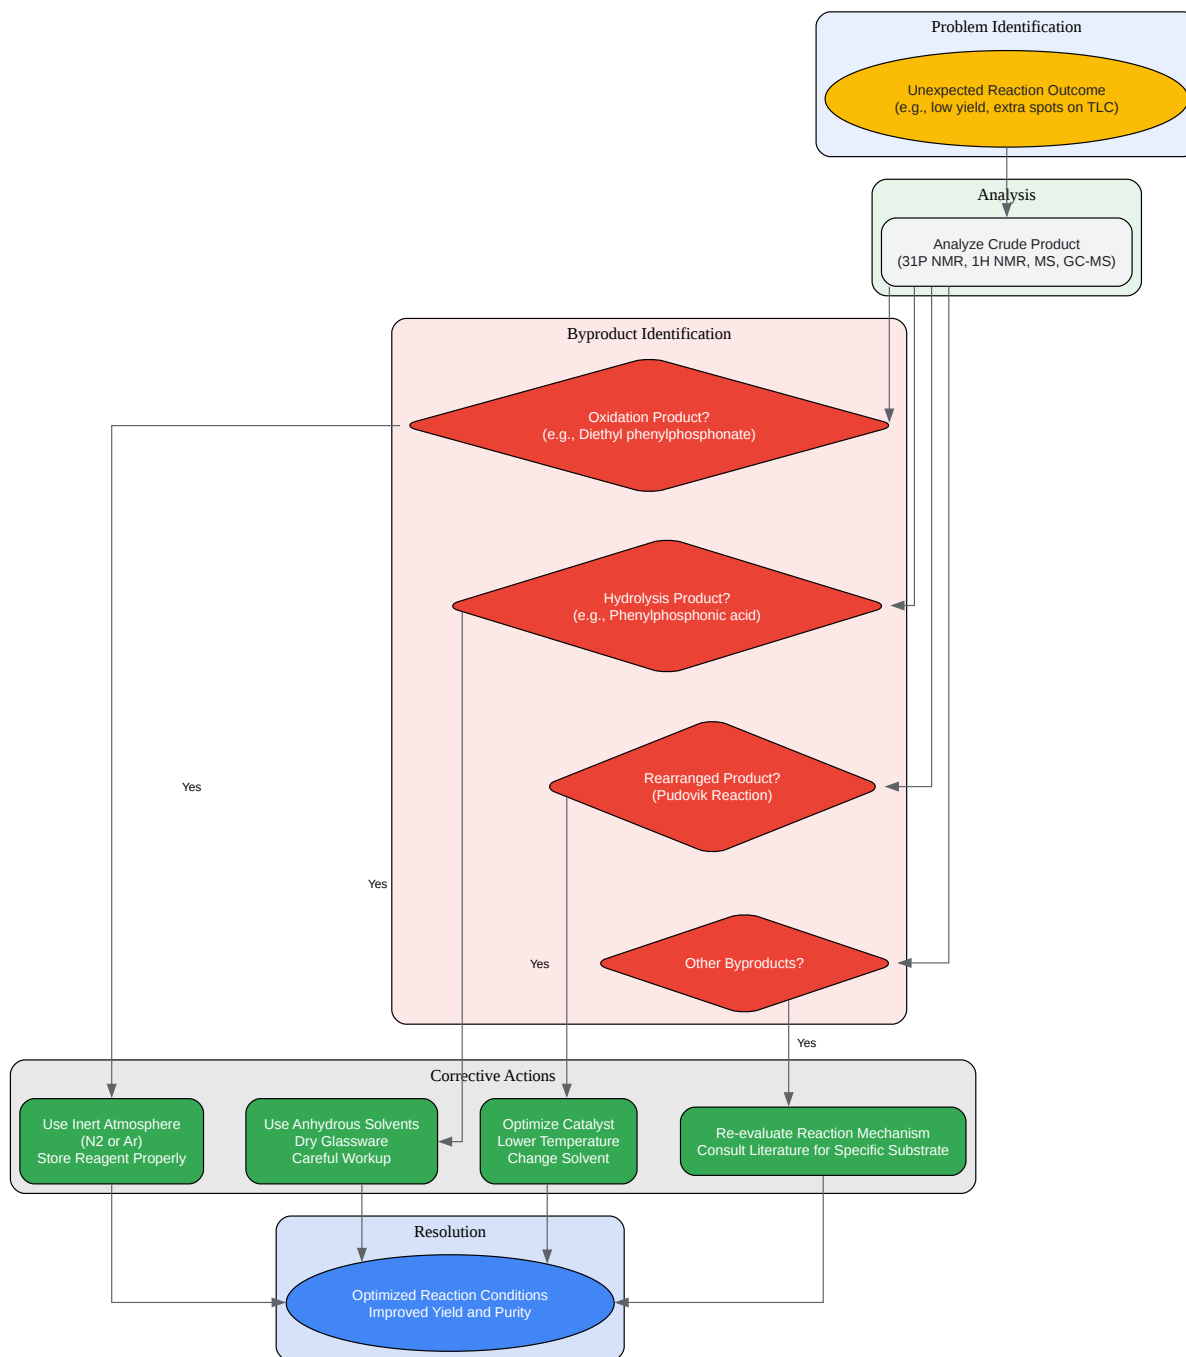 Problem Identification
Unexpected Reaction Outcome
(e.g., low yield, extra spots on TLC)
Analysis
Analyze Crude Product
(31P NMR, 1H NMR, MS, GC-MS)
Byproduct Identification
Oxidation Product?
(e.g., Diethyl phenylphosphonate)
Hydrolysis Product?
(e.g., Phenylphosphonic acid)
Rearranged Product?
(Pudovik Reaction)
Yes
Yes
Other Byproducts?
Yes
Yes
Corrective Actions
Use Inert Atmosphere
(N2 or Ar)
Store Reagent Properly
Use Anhydrous Solvents
Dry Glassware
Careful Workup
Optimize Catalyst
Lower Temperature
Change Solvent
Re-evaluate Reaction Mechanism
Consult Literature for Specific Substrate
Resolution
Optimized Reaction Conditions
Improved Yield and Purity